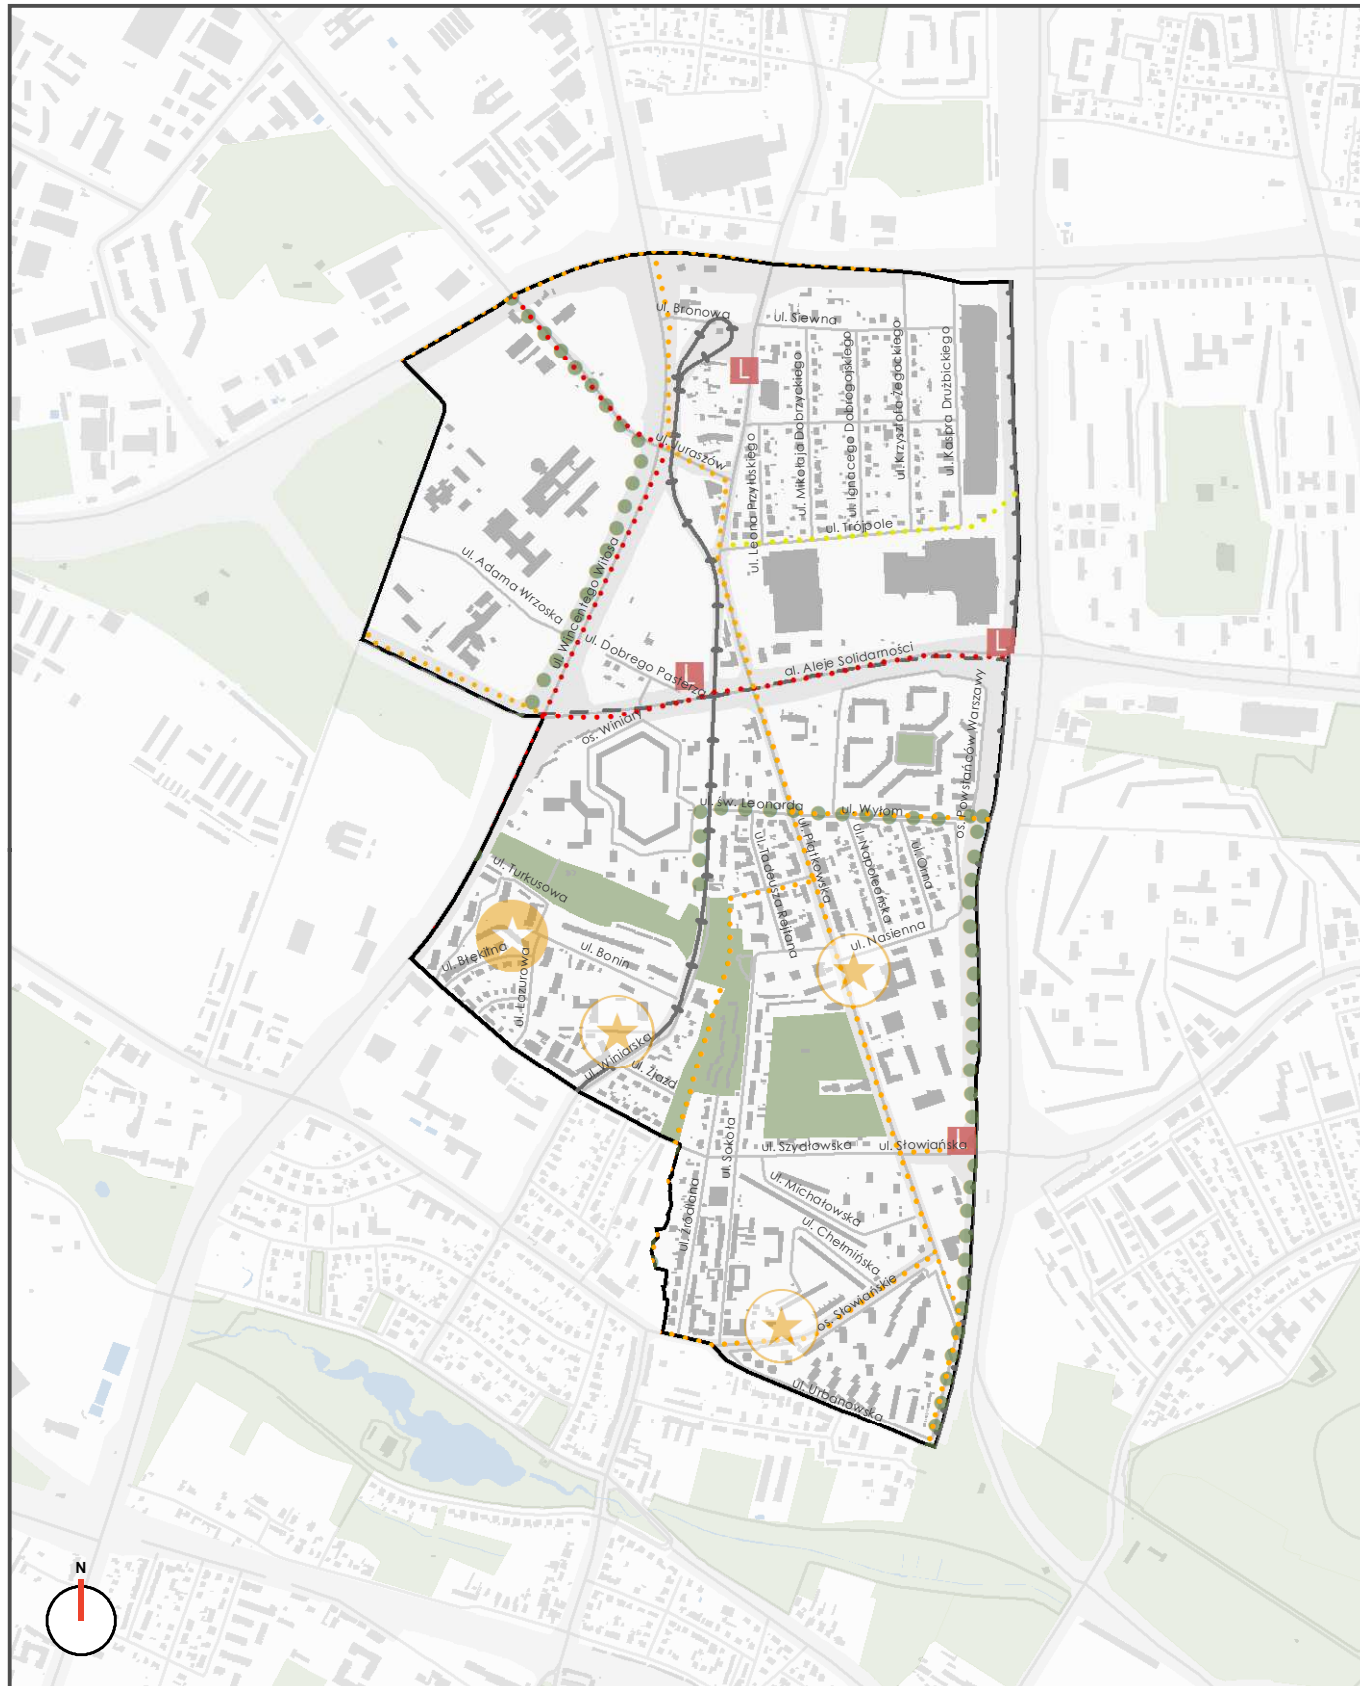 ul. Bronowa
ul. Siewna
L
ul. Mikołaja Dobrzyckiego
ul. Ignacego Dobrogojskiego
ul. Krzysztofa Żegockiego
ul. Kaspra Drużbickiego
ul. Juraszów
ul. Leona Przyłuskiego
ul. Trójpole
ul. Adama Wrzoska
ul. Wincentego Witosa
ul. Dobrego Pasterza
L
al. Aleje Solidarności
L
os. Winiary
os. Powstańców Warszawy
ul. św. Leonarda
ul. Wyłom
ul. Tadeusza Rejtana
ul. Piątkowska
ul. Napoleońska
ul. Orna
ul. Turkusowa
ul. Błękitna
ul. Bonin
ul. Nasienna
ul. Lazurowa
ul. Winiarska
ul. Zjazd
ul. Sokoła
ul. Szydłowska
ul. Słowiańska
L
ul. Michałowska
ul. Źródlana
ul. Chełmińska
os. Słowiańskie
ul. Urbanowska
N